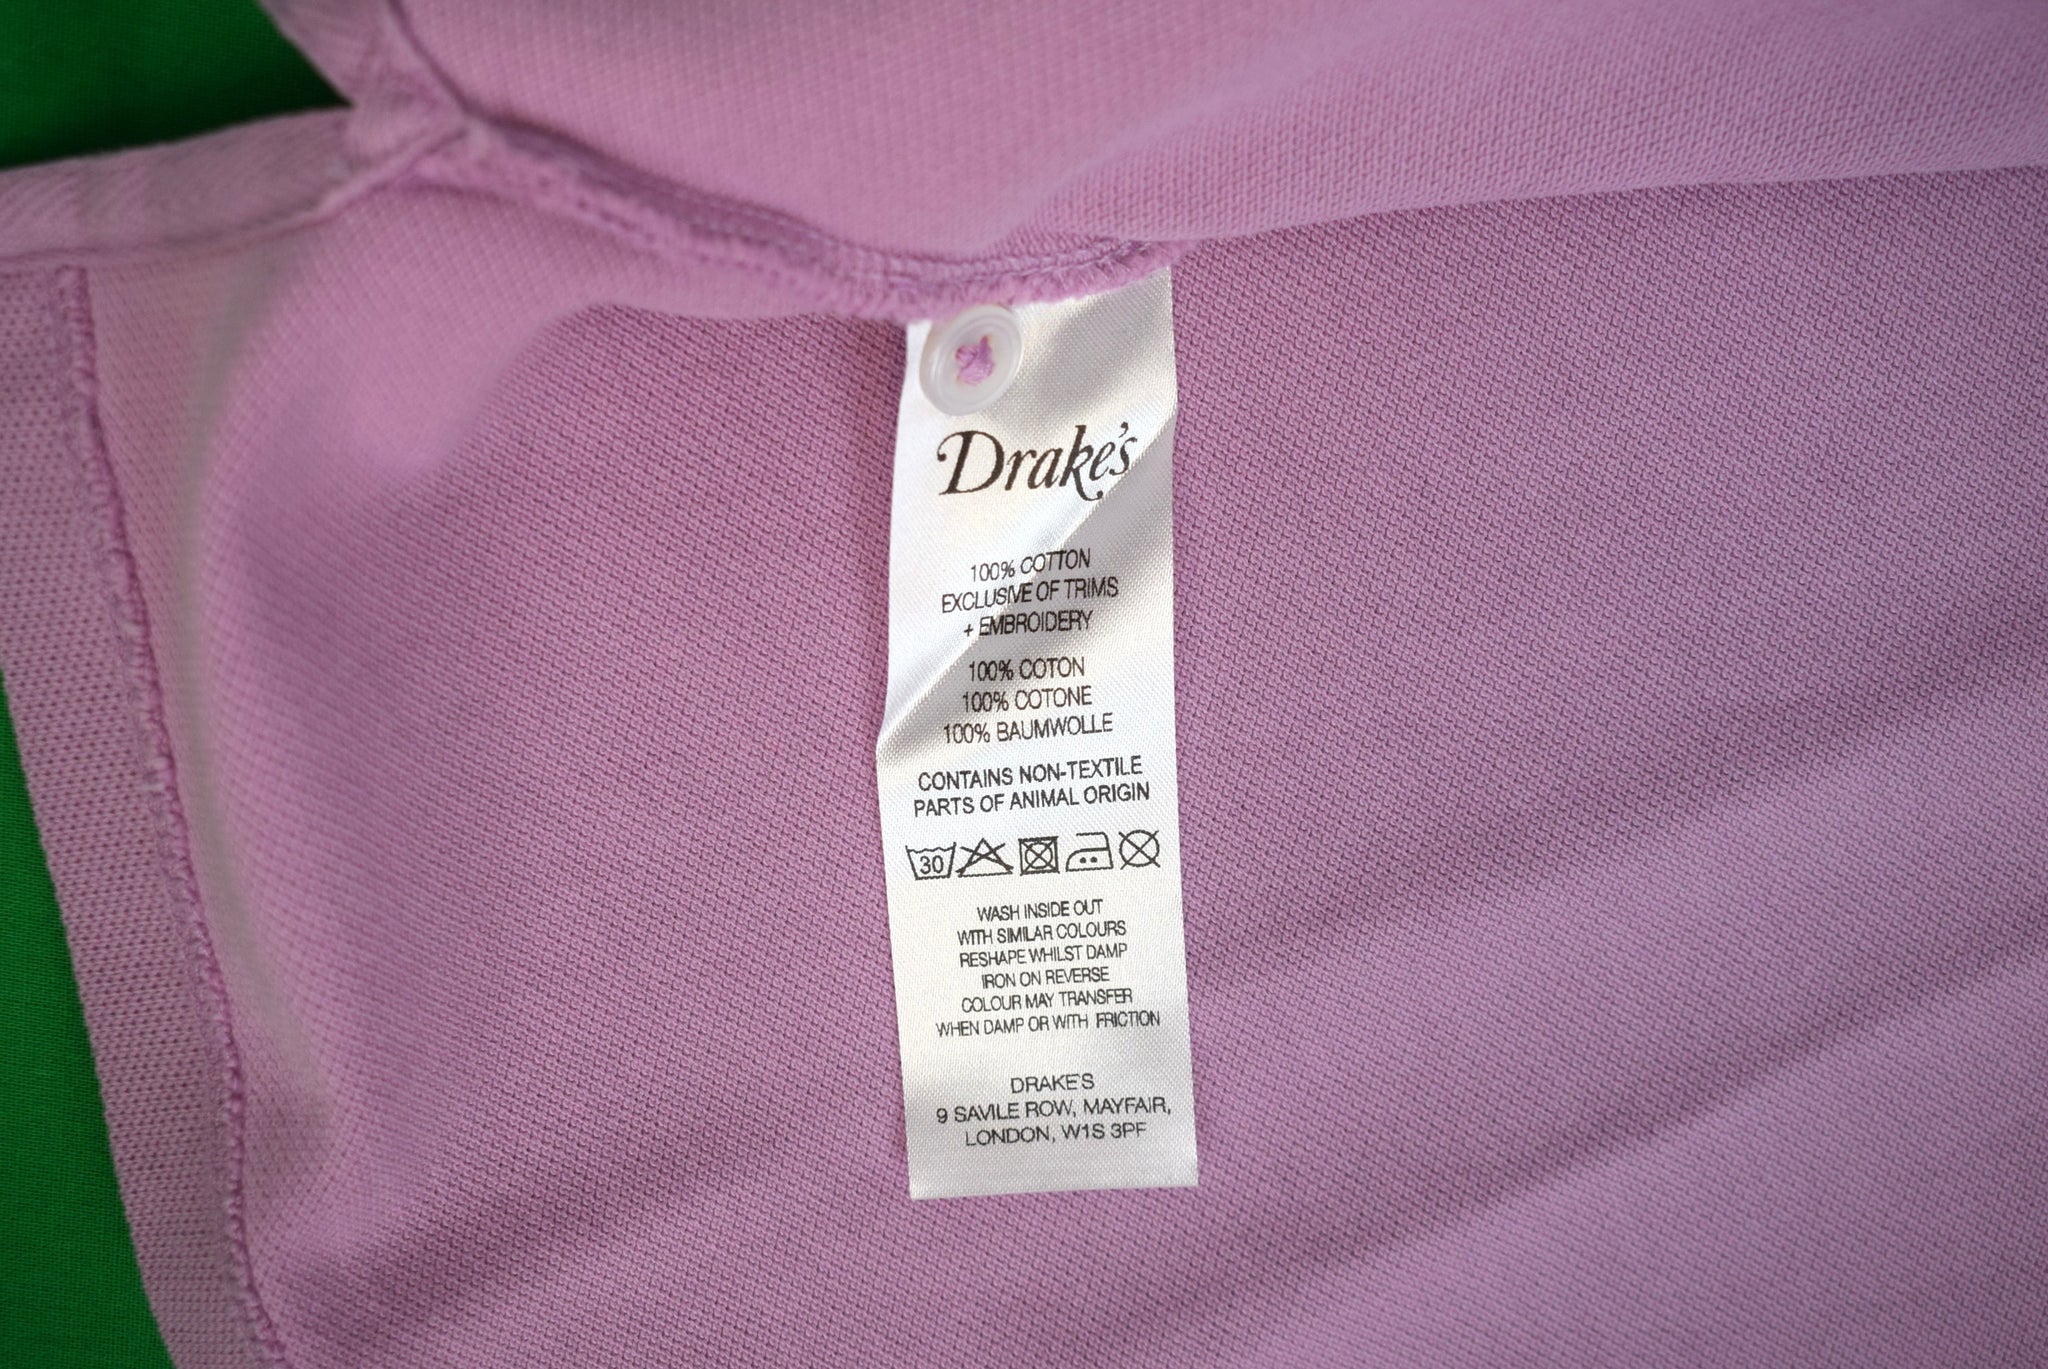 Drake's
100% COTTON
EXCLUSIVE OF TRIMS
+ EMBROIDERY
100% COTON
100% COTONE
100% BAUMWOLLE
CONTAINS NON-TEXTILE
PARTS OF ANIMAL ORIGIN
30
WASH INSIDE OUT
WITH SIMILAR COLOURS
RESHAPE WHILST DAMP
IRON ON REVERSE
COLOUR MAY TRANSFER
WHEN DAMP OR WITH FRICTION
DRAKE'S
9 SAVILE ROW, MAYFAIR,
LONDON, W1S 3PF